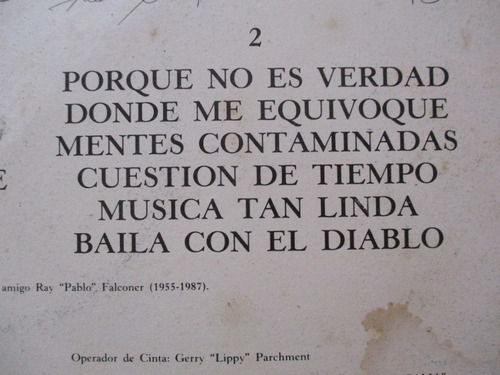 2
PORQUE NO ES VERDAD
DONDE ME EQUIVOQUE
MENTES CONTAMINADAS
CUESTION DE TIEMPO
MUSICA TAN LINDA
BAILA CON EL DIABLO
amigo Ray "Pablo" Falconer (1955-1987).
Operador de Cinta: Gerry "Lippy" Parchment